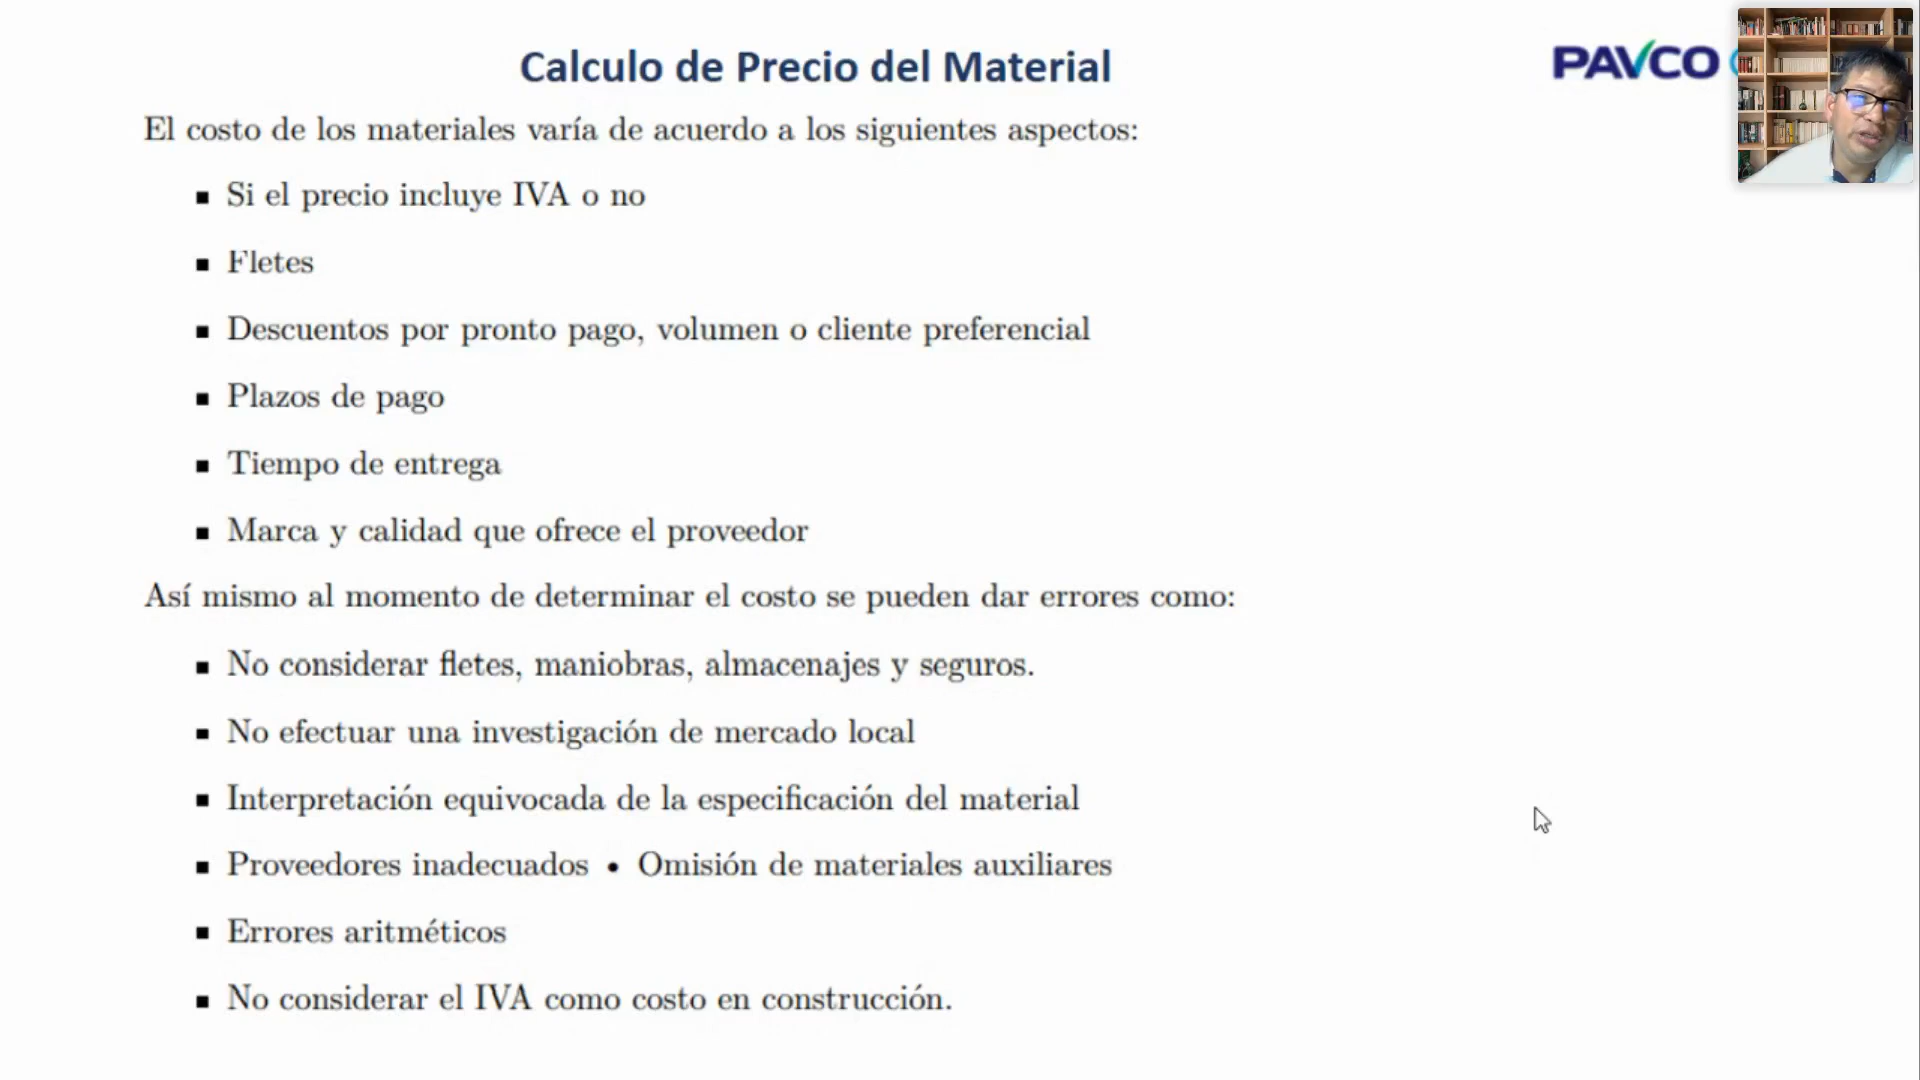 Calculo de Precio del Material
PAVCO
El costo de los materiales varía de acuerdo a los siguientes aspectos:
▪ Si el precio incluye IVA o no
▪ Fletes
▪ Descuentos por pronto pago, volumen o cliente preferencial
▪ Plazos de pago
▪ Tiempo de entrega
▪ Marca y calidad que ofrece el proveedor
Así mismo al momento de determinar el costo se pueden dar errores como:
▪ No considerar fletes, maniobras, almacenajes y seguros.
▪ No efectuar una investigación de mercado local
▪ Interpretación equivocada de la especificación del material
▪ Proveedores inadecuados • Omisión de materiales auxiliares
▪ Errores aritméticos
▪ No considerar el IVA como costo en construcción.